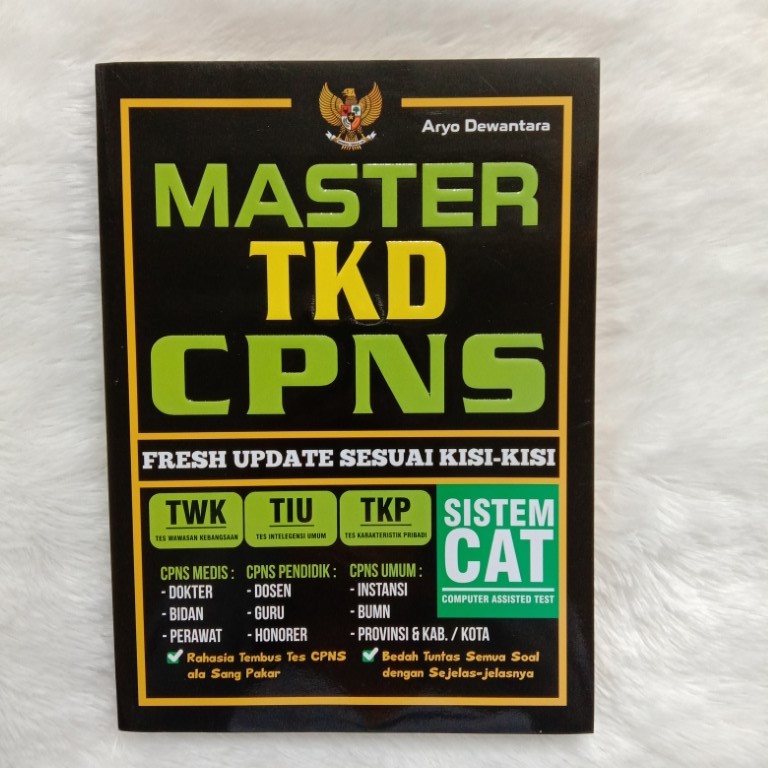 Aryo Dewantara
MASTER
TKD
CPNS
FRESH UPDATE SESUAI KISI-KISI
TWK
TES WAWASAN KEBANGSAAN
TIU
TES INTELEGENSI UMUM
TKP
TES KARAKTERISTIK PRIBADI
SISTEM
CAT
COMPUTER ASSISTED TEST
CPNS MEDIS :
- DOKTER
- BIDAN
- PERAWAT
CPNS PENDIDIK :
- DOSEN
- GURU
- HONORER
CPNS UMUM :
- INSTANSI
- BUMN
- PROVINSI & KAB. / KOTA
Rahasia Tembus Tes CPNS
ala Sang Pakar
Bedah Tuntas Semua Soal
dengan Sejelas-jelasnya